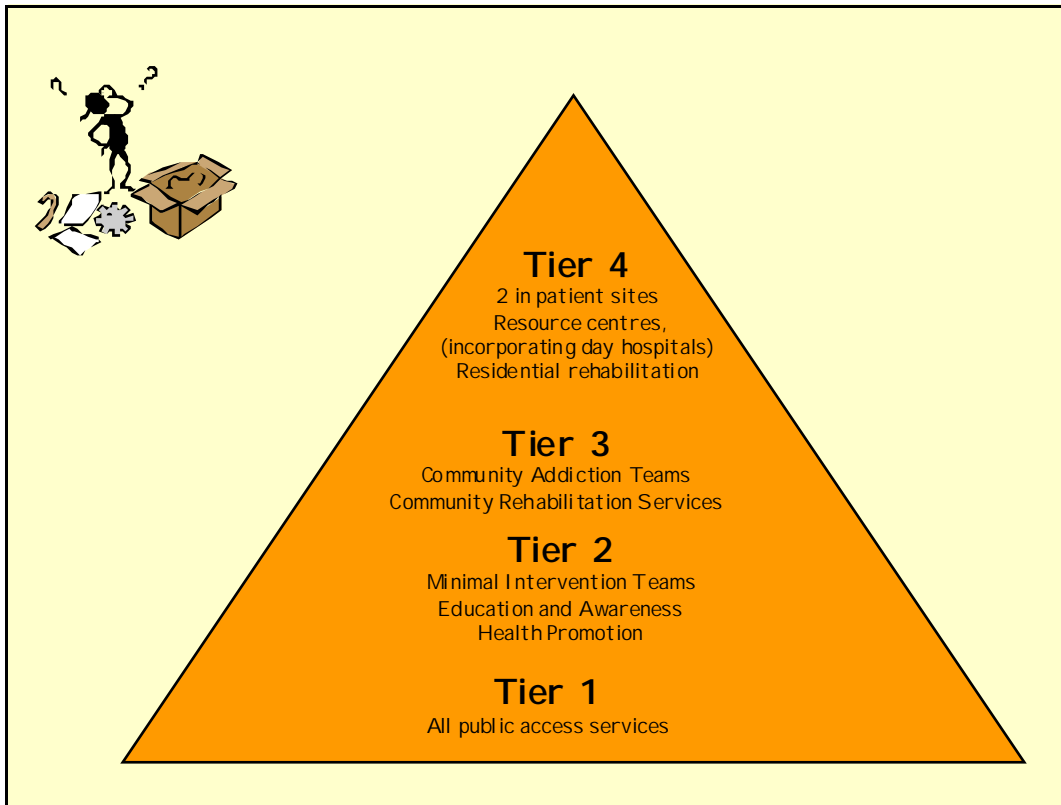 Tier 4
2 in patient sites
Resource centres,
(incorporating day hospitals)
Residential rehabilitation
Tier 3
Community Addiction Teams
Community Rehabilitation Services
Tier 2
Minimal Intervention Teams
Education and Awareness
Health Promotion
Tier 1
All public access services